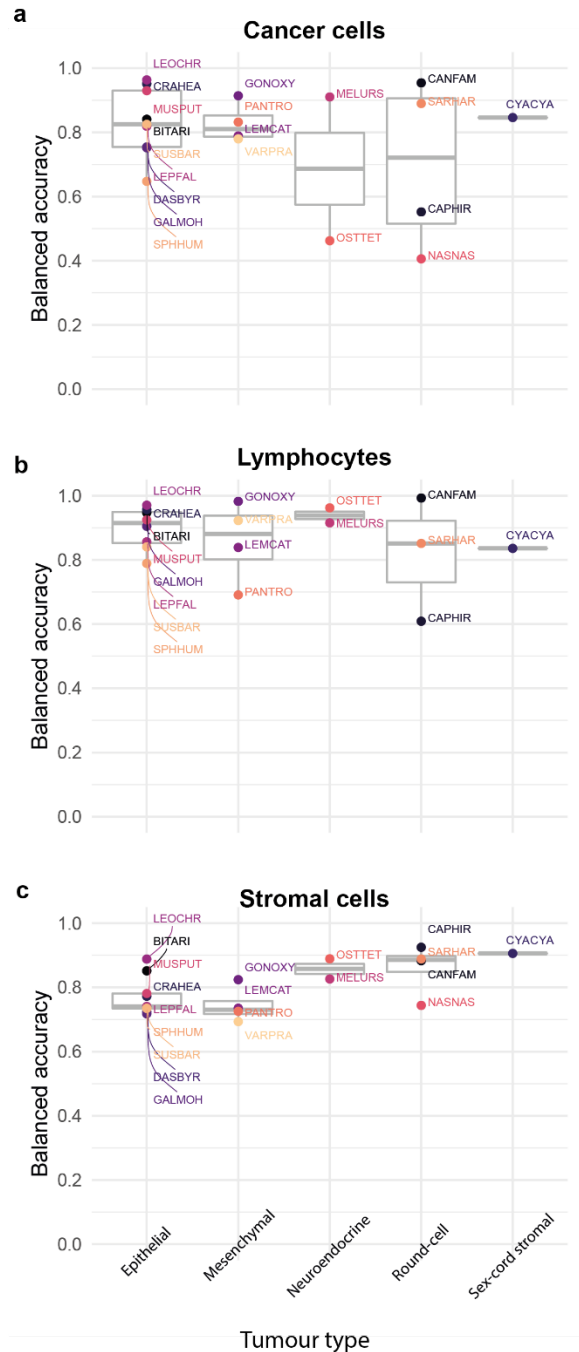 a
Cancer cells
Balanced accuracy
1.0
0.8
0.6
0.4
0.2
0.0
LEOCHR
CRAHEA
MUSPUT
BITARI
SUSBAR
LEPFAL
DASBYR
GALMOH
SPHHUM
GONOXY
PANTRO
LEMCAT
VARPRA
MELURS
OSTTET
CANFAM
SARHAR
CAPHIR
NASNAS
CYACYA
b
Lymphocytes
Balanced accuracy
1.0
0.8
0.6
0.4
0.2
0.0
LEOCHR
CRAHEA
BITARI
MUSPUT
GALMOH
LEPFAL
SUSBAR
SPHHUM
GONOXY
VARPRA
LEMCAT
PANTRO
OSTTET
MELURS
CANFAM
SARHAR
CAPHIR
CYACYA
c
Stromal cells
Balanced accuracy
1.0
0.8
0.6
0.4
0.2
0.0
LEOCHR
BITARI
MUSPUT
CRAHEA
LEPFAL
SPHHUM
SUSBAR
DASBYR
GALMOH
GONOXY
LEMCAT
PANTRO
VARPRA
OSTTET
MELURS
CAPHIR
SARHAR
CANFAM
NASNAS
CYACYA
Epithelial
Mesenchymal
Neuroendocrine
Round-cell
Sex-cord stromal
Tumour type